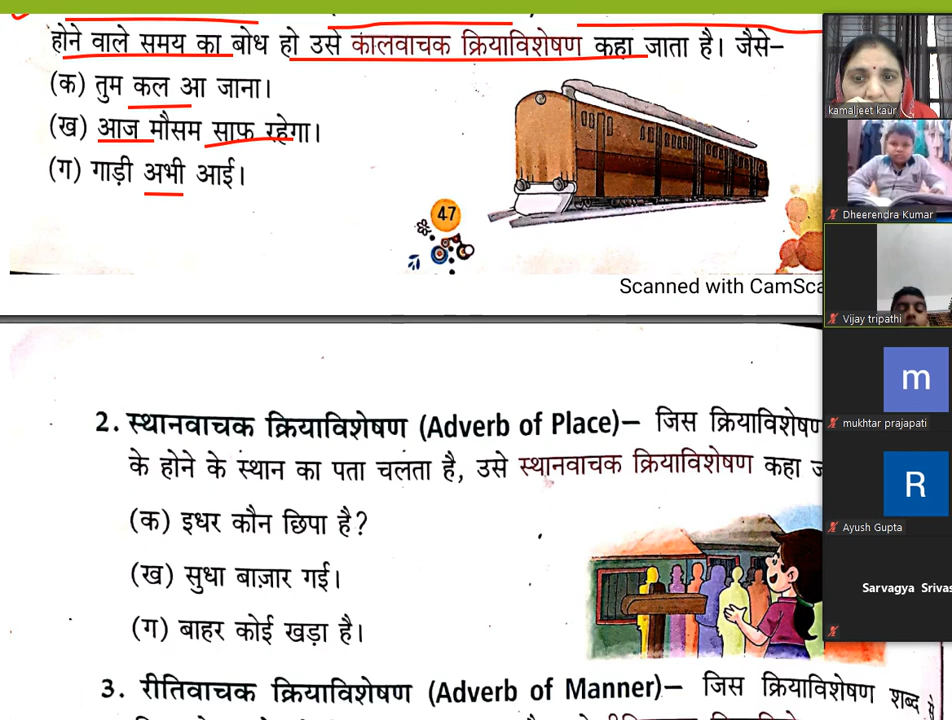 होने वाले समय का बोध हो उसे कालवाचक क्रियाविशेषण कहा जाता है। जैसे–
(क) तुम कल आ जाना।
(ख) आज मौसम साफ रहेगा।
(ग) गाड़ी अभी आई।
47
Scanned with CamSca
2. स्थानवाचक क्रियाविशेषण (Adverb of Place)– जिस क्रियाविशेषण
के होने के स्थान का पता चलता है, उसे स्थानवाचक क्रियाविशेषण कहा ज
(क) इधर कौन छिपा है?
(ख) सुधा बाज़ार गई।
(ग) बाहर कोई खड़ा है।
3. रीतिवाचक क्रियाविशेषण (Adverb of Manner)– जिस क्रियाविशेषण शब्द
kamaljeet kaur
Dheerendra Kumar
Vijay tripathi
m
mukhtar prajapati
R
Ayush Gupta
Sarvagya Srivas